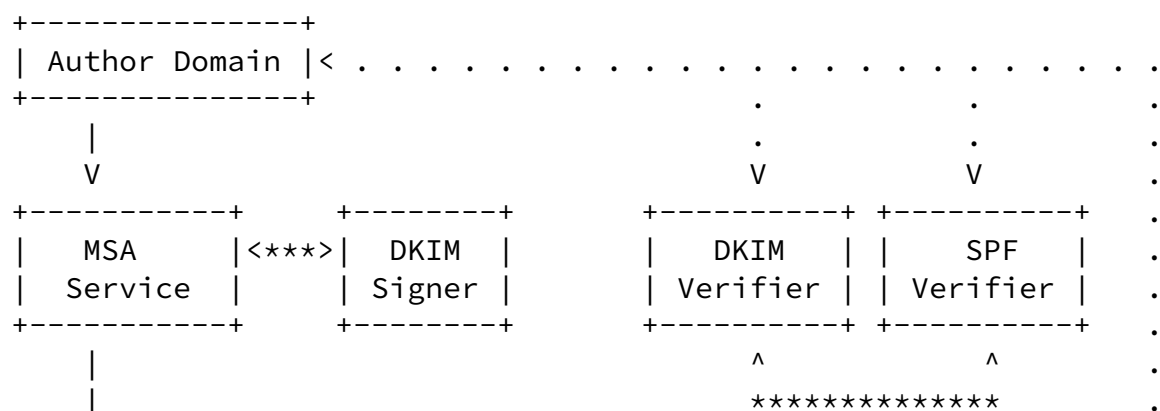 +---------------+
| Author Domain |< . . . . . . . . . . . . . . . . . . . . . . .
+---------------+                        .           .         .
    |                                    .           .         .
    V                                    V           V         .
+-----------+     +--------+       +----------+ +----------+   .
|   MSA     |<***>|  DKIM  |       |   DKIM   | |    SPF   |   .
|  Service  |     | Signer |       | Verifier | | Verifier |   .
+-----------+     +--------+       +----------+ +----------+   .
    |                                    ^            ^        .
    |                                    **************        .